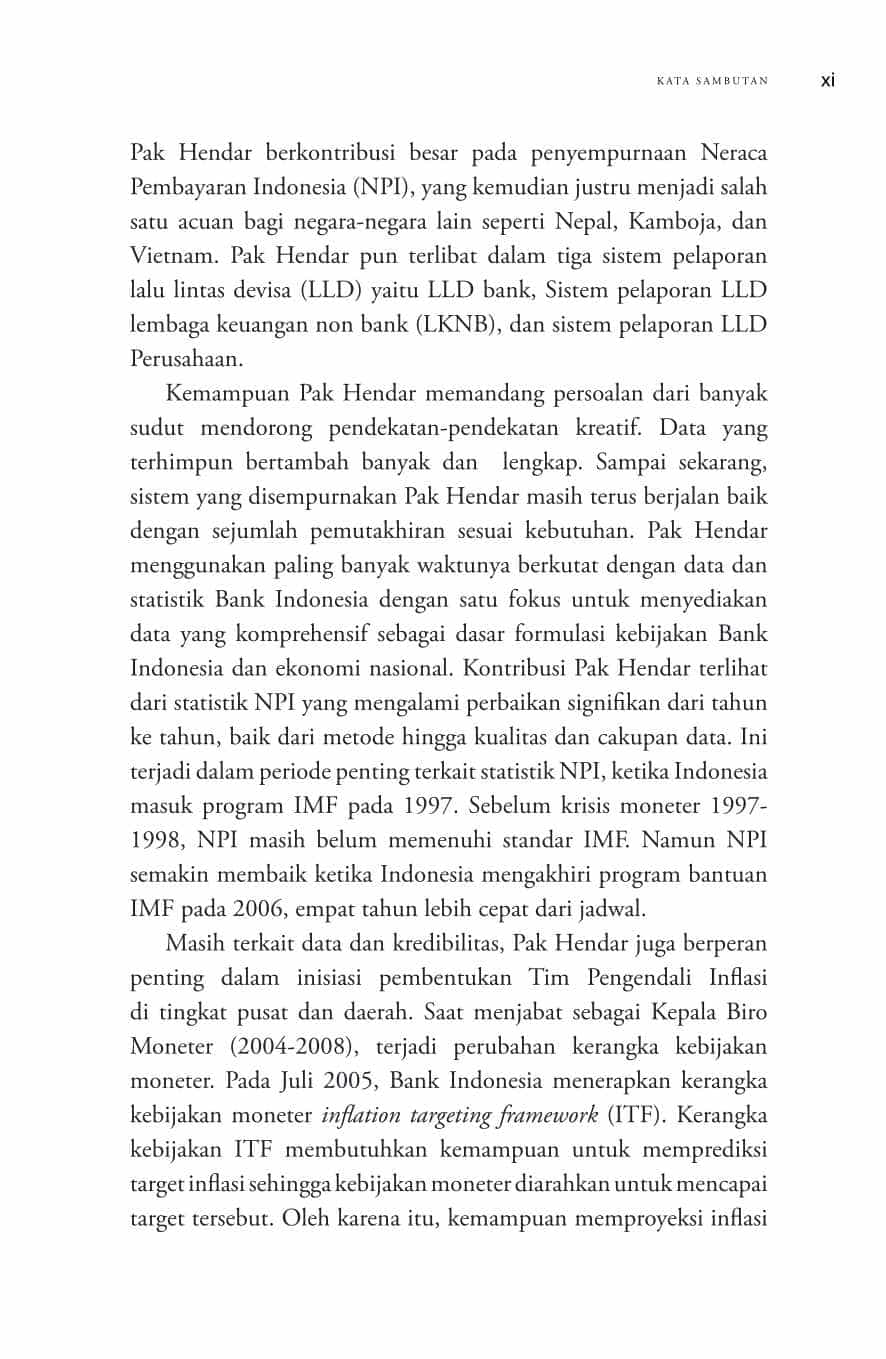 KATA SAMBUTAN xi
Pak Hendar berkontribusi besar pada penyempurnaan Neraca
Pembayaran Indonesia (NPI), yang kemudian justru menjadi salah
satu acuan bagi negara-negara lain seperti Nepal, Kamboja, dan
Vietnam. Pak Hendar pun terlibat dalam tiga sistem pelaporan
lalu lintas devisa (LLD) yaitu LLD bank, Sistem pelaporan LLD
lembaga keuangan non bank (LKNB), dan sistem pelaporan LLD
Perusahaan.
Kemampuan Pak Hendar memandang persoalan dari banyak
sudut mendorong pendekatan-pendekatan kreatif. Data yang
terhimpun bertambah banyak dan lengkap. Sampai sekarang,
sistem yang disempurnakan Pak Hendar masih terus berjalan baik
dengan sejumlah pemutakhiran sesuai kebutuhan. Pak Hendar
menggunakan paling banyak waktunya berkutat dengan data dan
statistik Bank Indonesia dengan satu fokus untuk menyediakan
data yang komprehensif sebagai dasar formulasi kebijakan Bank
Indonesia dan ekonomi nasional. Kontribusi Pak Hendar terlihat
dari statistik NPI yang mengalami perbaikan signifikan dari tahun
ke tahun, baik dari metode hingga kualitas dan cakupan data. Ini
terjadi dalam periode penting terkait statistik NPI, ketika Indonesia
masuk program IMF pada 1997. Sebelum krisis moneter 1997-
1998, NPI masih belum memenuhi standar IMF. Namun NPI
semakin membaik ketika Indonesia mengakhiri program bantuan
IMF pada 2006, empat tahun lebih cepat dari jadwal.
Masih terkait data dan kredibilitas, Pak Hendar juga berperan
penting dalam inisiasi pembentukan Tim Pengendali Inflasi
di tingkat pusat dan daerah. Saat menjabat sebagai Kepala Biro
Moneter (2004-2008), terjadi perubahan kerangka kebijakan
moneter. Pada Juli 2005, Bank Indonesia menerapkan kerangka
kebijakan moneter inflation targeting framework (ITF). Kerangka
kebijakan ITF membutuhkan kemampuan untuk memprediksi
target inflasi sehingga kebijakan moneter diarahkan untuk mencapai
target tersebut. Oleh karena itu, kemampuan memproyeksi inflasi